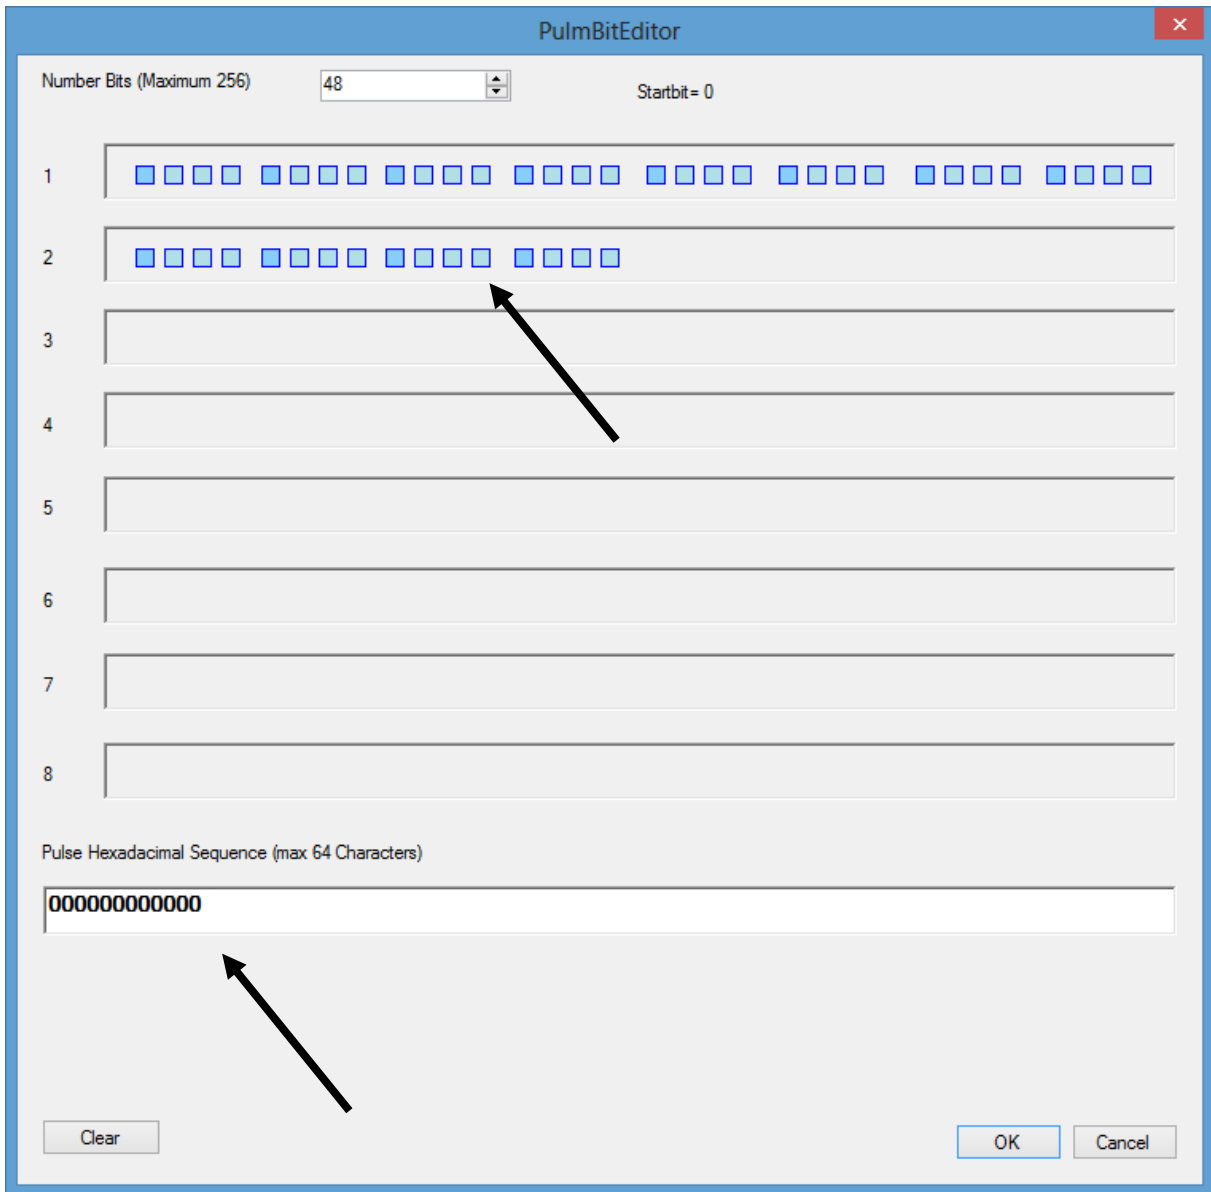 PulmBitEditor
Number Bits (Maximum 256) 48 Startbit= 0
1
2
3
4
5
6
7
8
Pulse Hexadacimal Sequence (max 64 Characters)
000000000000
Clear OK Cancel